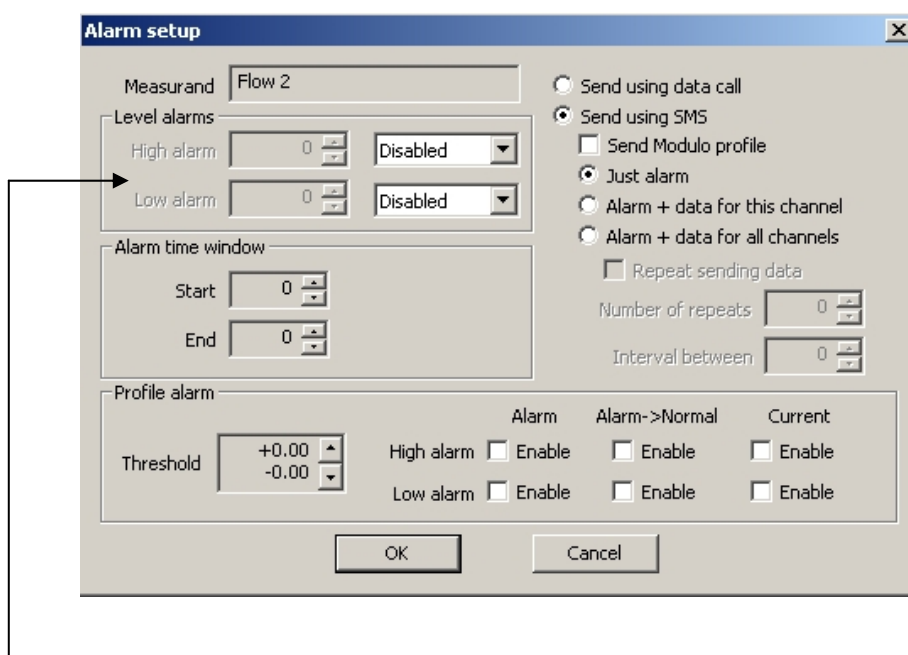 Alarm setup
Measurand Flow 2
Level alarms
High alarm 0 Disabled
Low alarm 0 Disabled
Alarm time window
Start 0
End 0
Send using data call
Send using SMS
Send Modulo profile
Just alarm
Alarm + data for this channel
Alarm + data for all channels
Repeat sending data
Number of repeats 0
Interval between 0
Profile alarm
Alarm Alarm->Normal Current
Threshold +0.00
-0.00
High alarm Enable Enable Enable
Low alarm Enable Enable Enable
OK Cancel